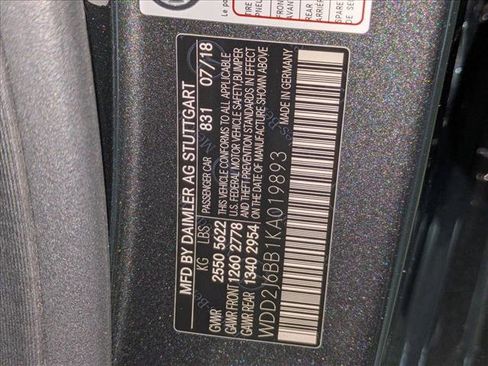 MFD BY DAIMLER AG STUTTGART
KG LBS PASSENGER CAR 831 07/18
GVWR 2550 5622 THIS VEHICLE CONFORMS TO ALL APPLICABLE
GAWR FRONT 1260 2778 U.S. FEDERAL MOTOR VEHICLE SAFETY, BUMPER
GAWR REAR 1340 2954 AND THEFT PREVENTION STANDARDS IN EFFECT
ON THE DATE OF MANUFACTURE SHOWN ABOVE
WDD2J6BB1KA019893 MADE IN GERMANY